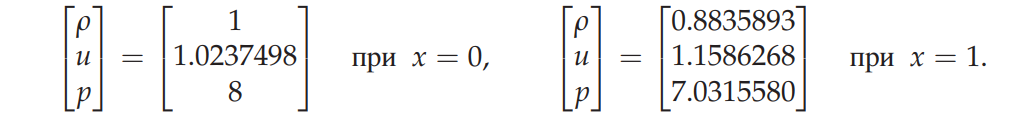 [ρ u p] = [1 1.0237498 8] при x = 0, [ρ u p] = [0.8835893 1.1586268 7.0315580] при x = 1.